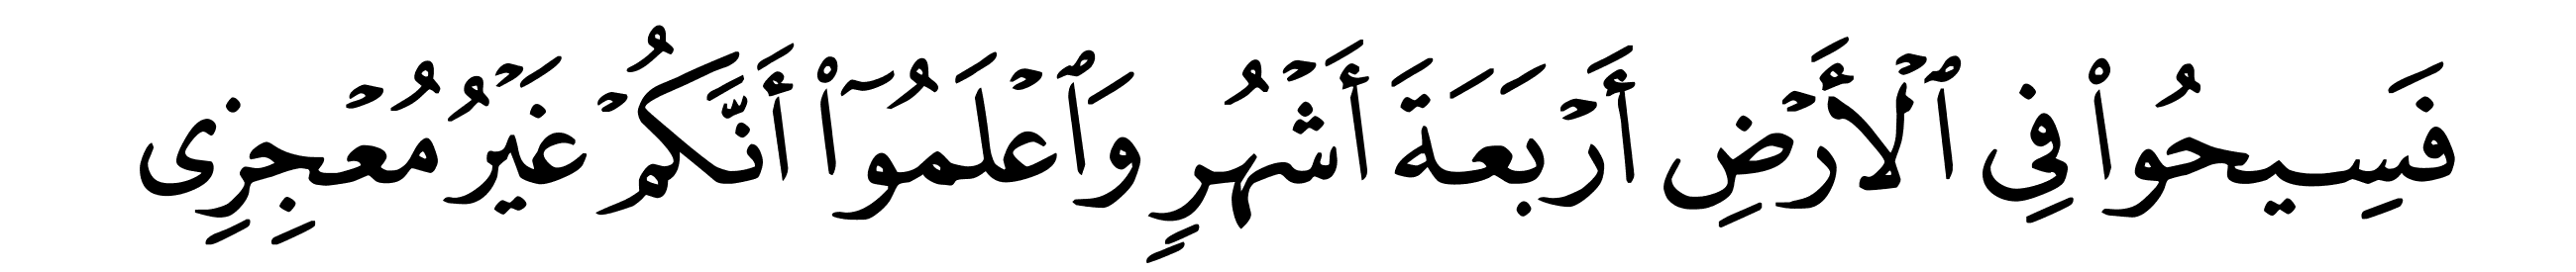 فَسِيحُوا۟ فِى ٱلْأَرْضِ أَرْبَعَةَ أَشْهُرٍ وَٱعْلَمُوٓا۟ أَنَّكُمْ غَيْرُ مُعْجِزِى